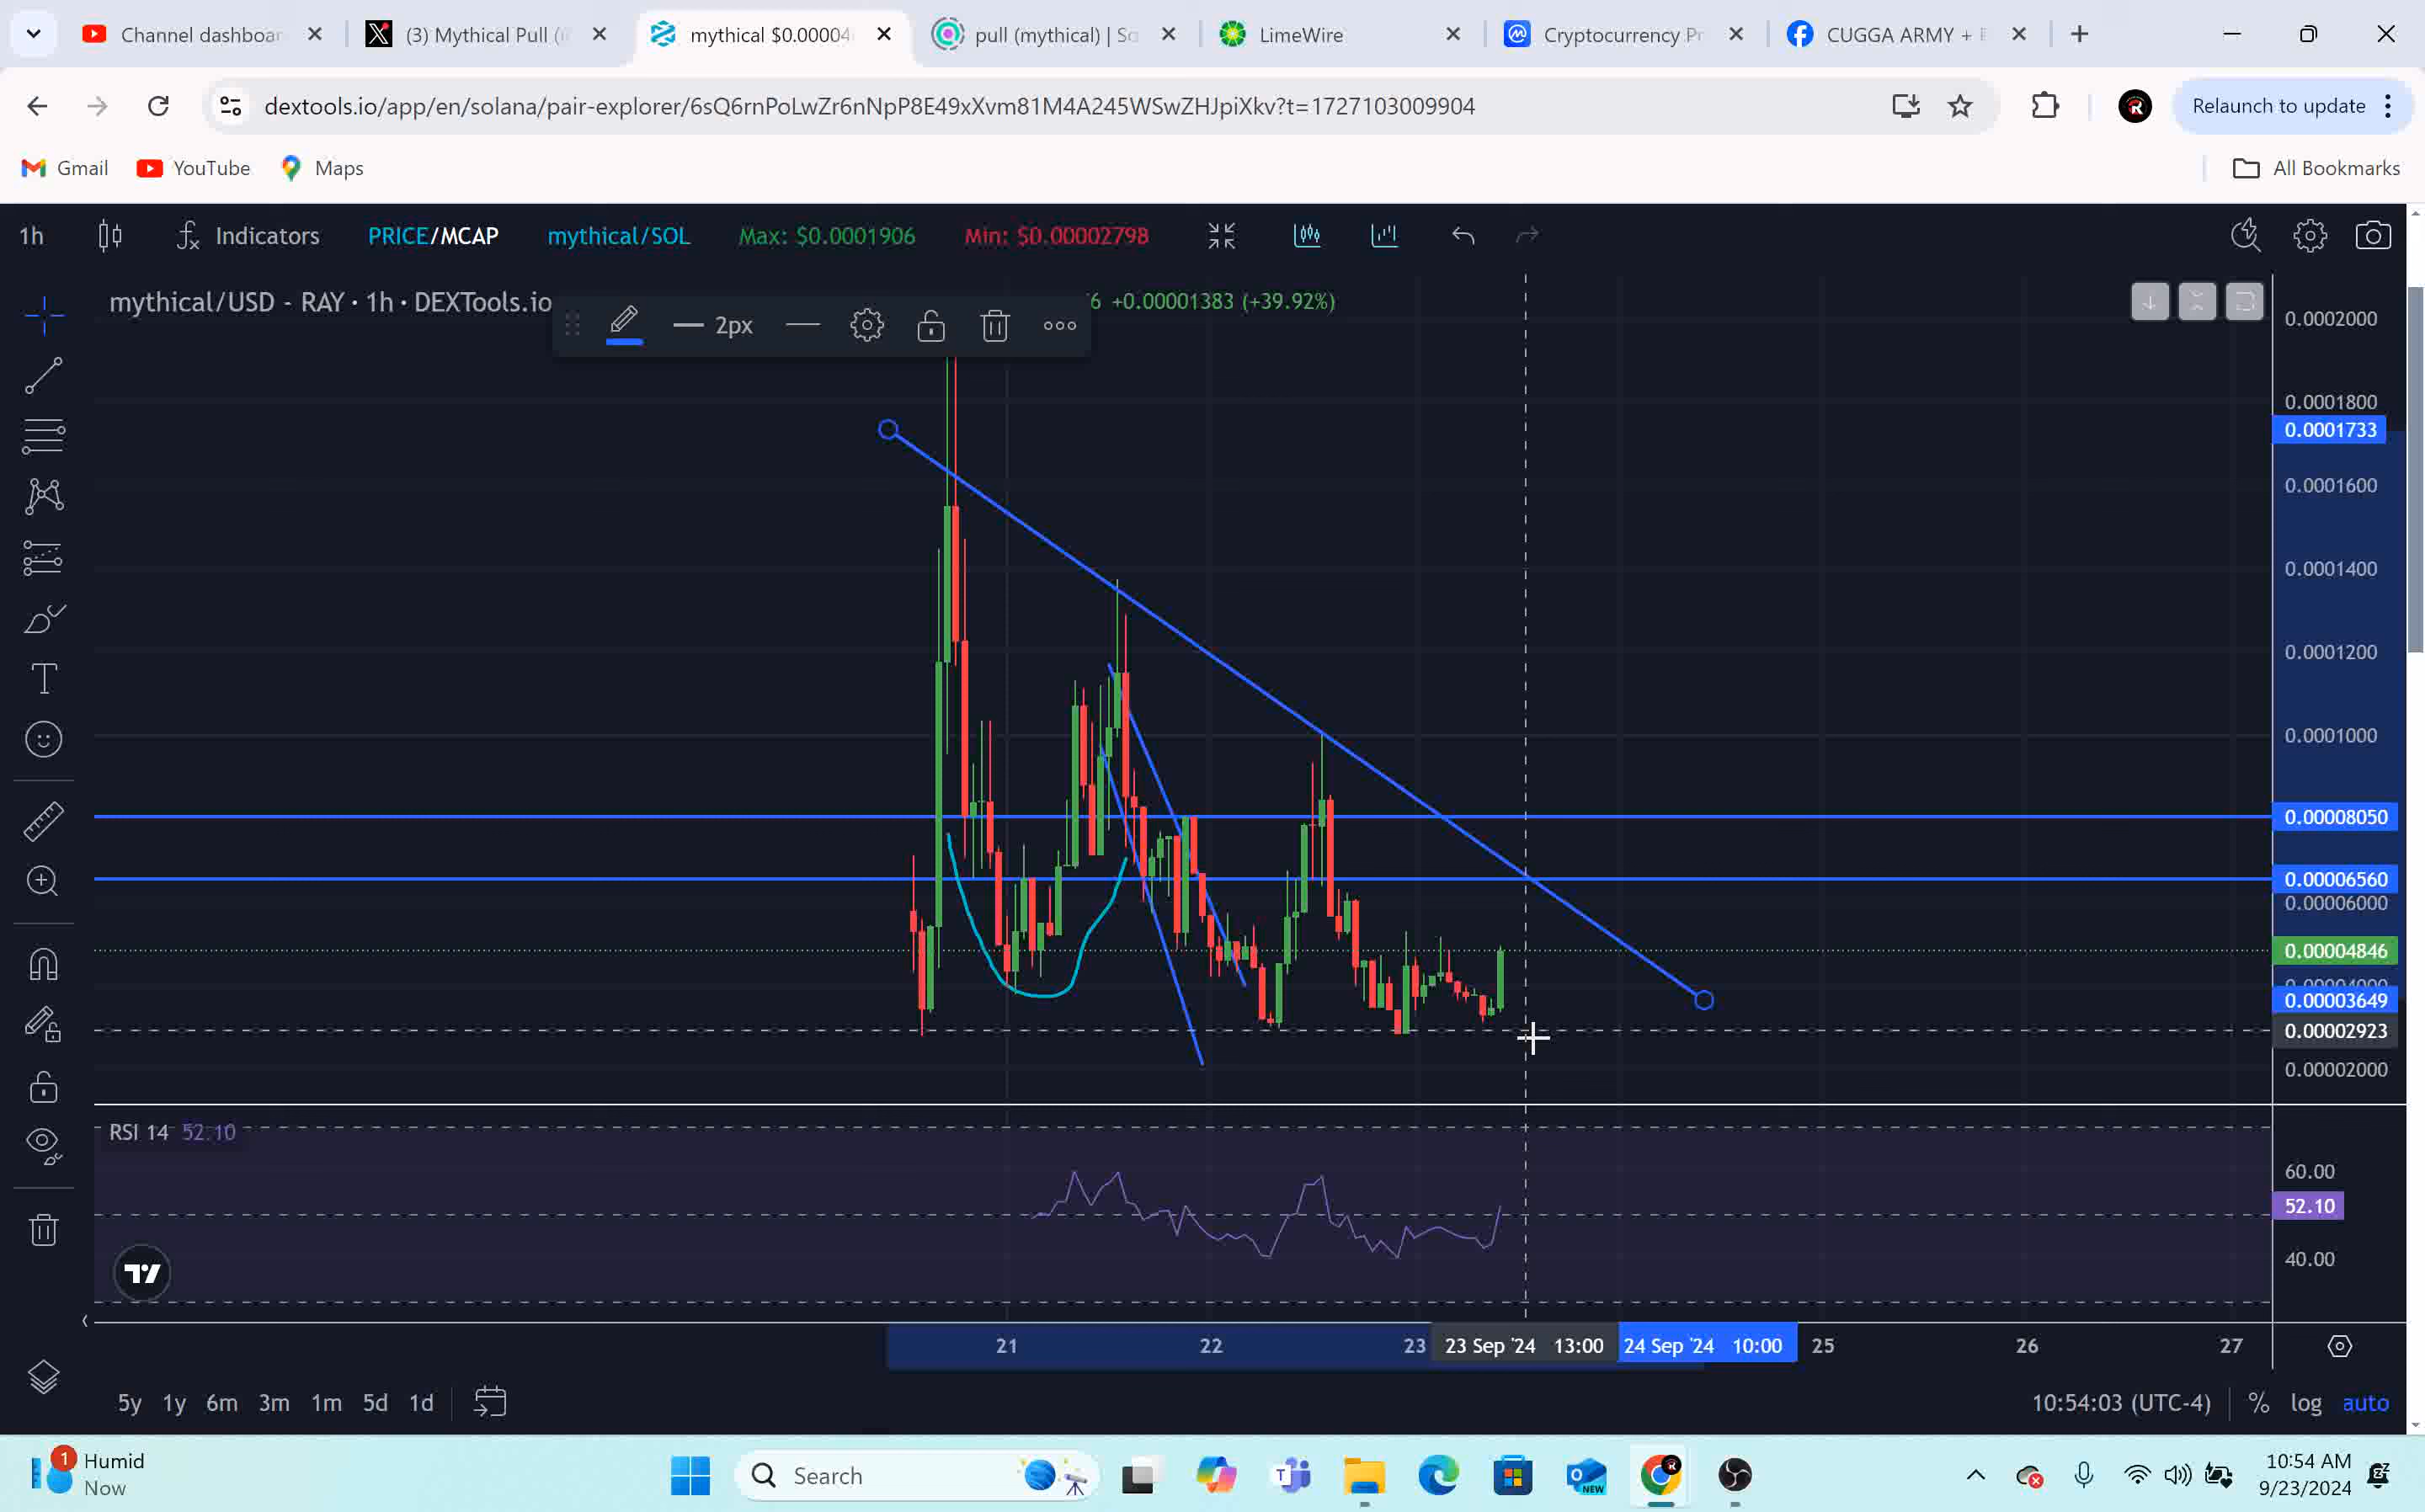 Channel dashboar
(3) Mythical Pull (
mythical $0.00004
pull (mythical) | So
LimeWire
Cryptocurrency Pr
CUGGA ARMY +
dextools.io/app/en/solana/pair-explorer/6sQ6rnPoLwZr6nNpP8E49xXvm81M4A245WSwZHJpiXkv?t=1727103009904
Relaunch to update
Gmail
YouTube
Maps
All Bookmarks
1h
Indicators
PRICE/MCAP
mythical/SOL
Max: $0.0001906
Min: $0.00002798
mythical/USD - RAY · 1h · DEXTools.io
6 +0.00001383 (+39.92%)
2px
0.0002000
0.0001800
0.0001733
0.0001600
0.0001400
0.0001200
0.0001000
0.00008050
0.00006560
0.00006000
0.00004846
0.00003649
0.00002923
0.00002000
RSI 14 52.10
60.00
52.10
40.00
21
22
23
23 Sep '24 13:00
24 Sep '24 10:00
25
26
27
5y 1y 6m 3m 1m 5d 1d
10:54:03 (UTC-4)
%
log
auto
1
Humid
Now
Search
NEW
10:54 AM
9/23/2024